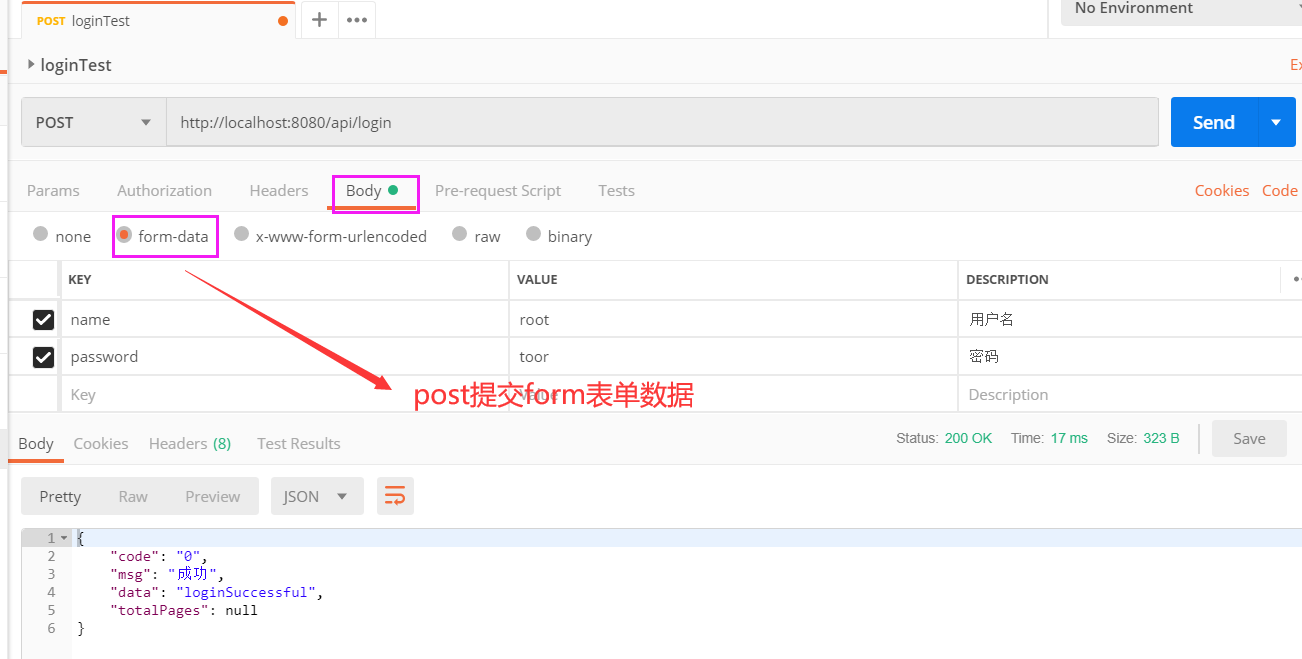 POST loginTest
No Environment
loginTest
Ex
POST http://localhost:8080/api/login Send
Params Authorization Headers Body Pre-request Script Tests Cookies Code
none form-data x-www-form-urlencoded raw binary
KEY VALUE DESCRIPTION
name root 用户名
password toor 密码
Key Value Description
post提交form表单数据
Body Cookies Headers (8) Test Results Status: 200 OK Time: 17 ms Size: 323 B Save
Pretty Raw Preview JSON
1 {
2 "code": "0",
3 "msg": "成功",
4 "data": "loginSuccessful",
5 "totalPages": null
6 }